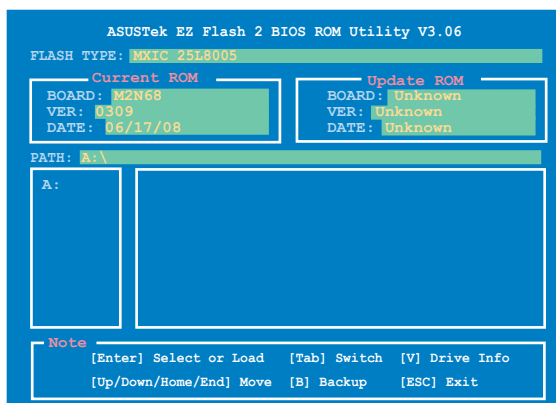 ASUSTek EZ Flash 2 BIOS ROM Utility V3.06
FLASH TYPE: MXIC 25L8005
Current ROM
BOARD: M2N68
VER: 0309
DATE: 06/17/08
Update ROM
BOARD: Unknown
VER: Unknown
DATE: Unknown
PATH: A:\
A:
Note
[Enter] Select or Load [Tab] Switch [V] Drive Info
[Up/Down/Home/End] Move [B] Backup [ESC] Exit